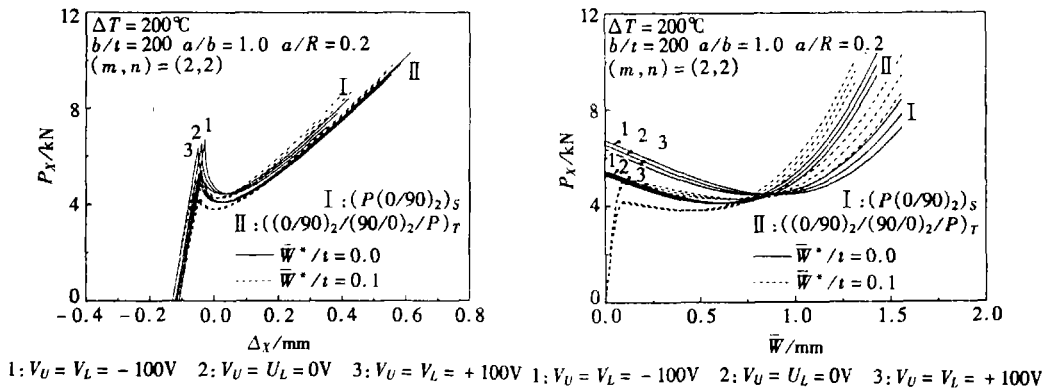 12
8
4
0
P_X/kN
ΔT = 200℃
b/t = 200 a/b = 1.0 a/R = 0.2
(m,n) = (2,2)
Ⅰ
Ⅱ
2 1
3
Ⅰ:(P(0/90)₂)_S
Ⅱ:((0/90)₂/(90/0)₂/P)_T
W̄*/t = 0.0
W̄*/t = 0.1
-0.4 -0.2 0.0 0.2 0.4 0.6 0.8
Δ_X/mm
12
8
4
0
P_X/kN
ΔT = 200℃
b/t = 200 a/b = 1.0 a/R = 0.2
(m,n) = (2,2)
Ⅱ
Ⅰ
1 2 3
1 2 3
Ⅰ:(P(0/90)₂)_S
Ⅱ:((0/90)₂/(90/0)₂/P)_T
W̄*/t = 0.0
W̄*/t = 0.1
0.0 0.5 1.0 1.5 2.0
W̄/mm
1: V_U = V_L = -100V 2: V_U = U_L = 0V 3: V_U = V_L = +100V
1: V_U = V_L = -100V 2: V_U = U_L = 0V 3: V_U = V_L = +100V